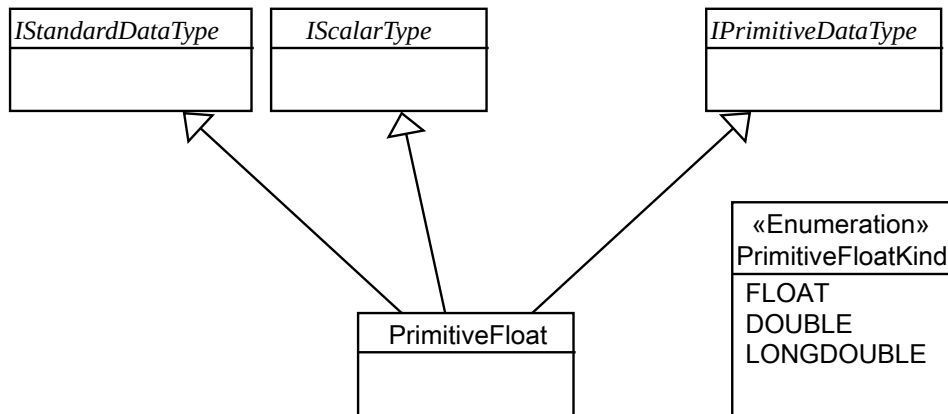 IStandardDataType
IScalarType
IPrimitiveDataType
«Enumeration»
PrimitiveFloatKind
FLOAT
DOUBLE
LONGDOUBLE
PrimitiveFloat